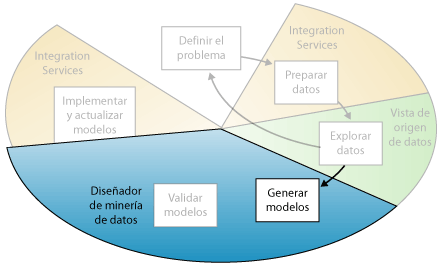 Definir el
problema
Integration
Services
Preparar
datos
Integration
Services
Implementar
y actualizar
modelos
Vista de
origen
de datos
Explorar
datos
Diseñador
de minería
de datos
Validar
modelos
Generar
modelos